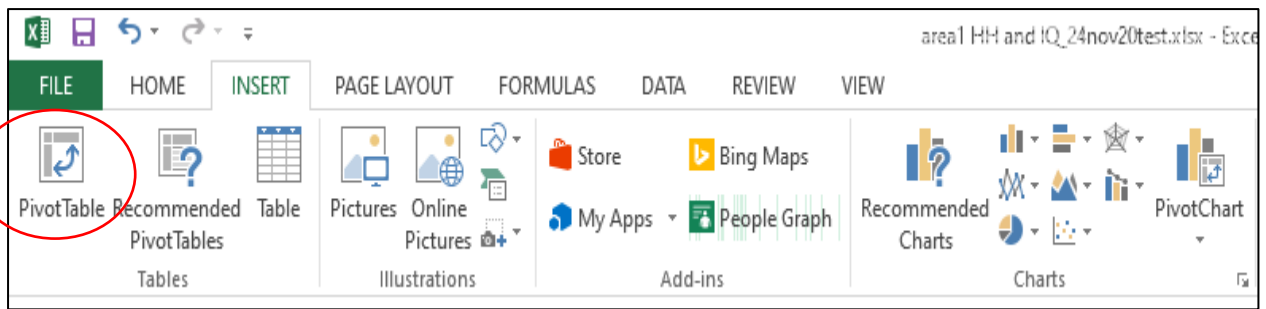 area1 HH and IQ_24nov20test.xlsx - Exce
FILE HOME INSERT PAGE LAYOUT FORMULAS DATA REVIEW VIEW
PivotTable
Recommended
PivotTables
Table
Tables
Pictures
Online
Pictures
Illustrations
Store
My Apps
Bing Maps
People Graph
Add-ins
Recommended
Charts
PivotChart
Charts